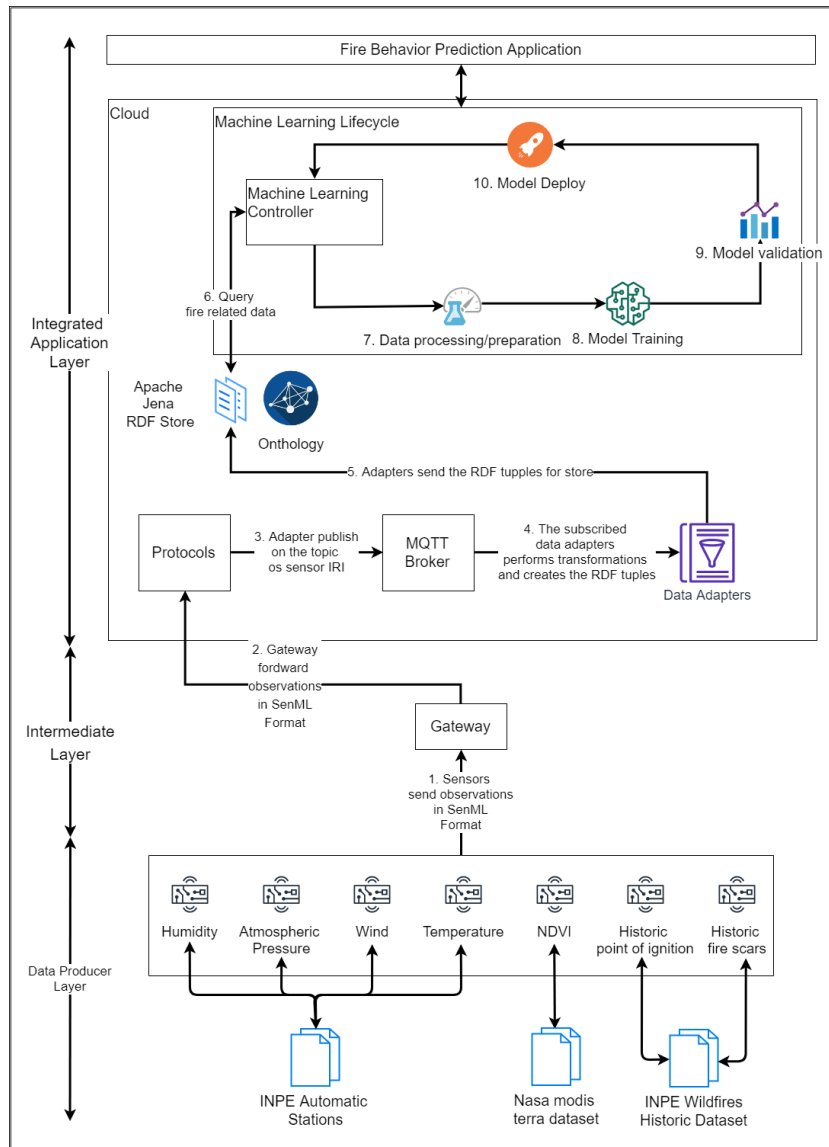 Fire Behavior Prediction Application
Cloud
Machine Learning Lifecycle
10. Model Deploy
Machine Learning
Controller
9. Model validation
6. Query
fire related data
7. Data processing/preparation
8. Model Training
Integrated
Application
Layer
Apache
Jena
RDF Store
Onthology
5. Adapters send the RDF tupples for store
Protocols
3. Adapter publish
on the topic
os sensor IRI
MQTT
Broker
4. The subscribed
data adapters
performs transformations
and creates the RDF tuples
Data Adapters
2. Gateway
fordward
observations
in SenML
Format
Intermediate
Layer
Gateway
1. Sensors
send observations
in SenML
Format
Humidity
Atmospheric
Pressure
Wind
Temperature
NDVI
Historic
point of ignition
Historic
fire scars
Data Producer
Layer
INPE Automatic
Stations
Nasa modis
terra dataset
INPE Wildfires
Historic Dataset